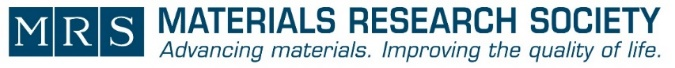 MRS MATERIALS RESEARCH SOCIETY
Advancing materials. Improving the quality of life.